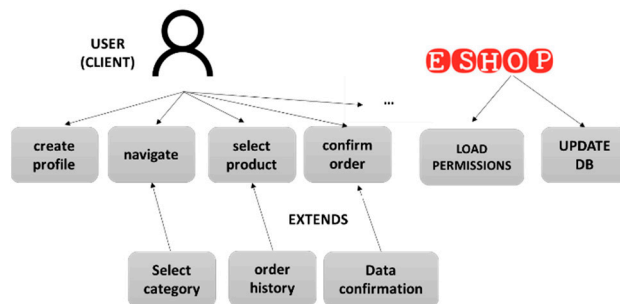 USER
(CLIENT)
ESHOP
...
create
profile
navigate
select
product
confirm
order
LOAD
PERMISSIONS
UPDATE
DB
EXTENDS
Select
category
order
history
Data
confirmation